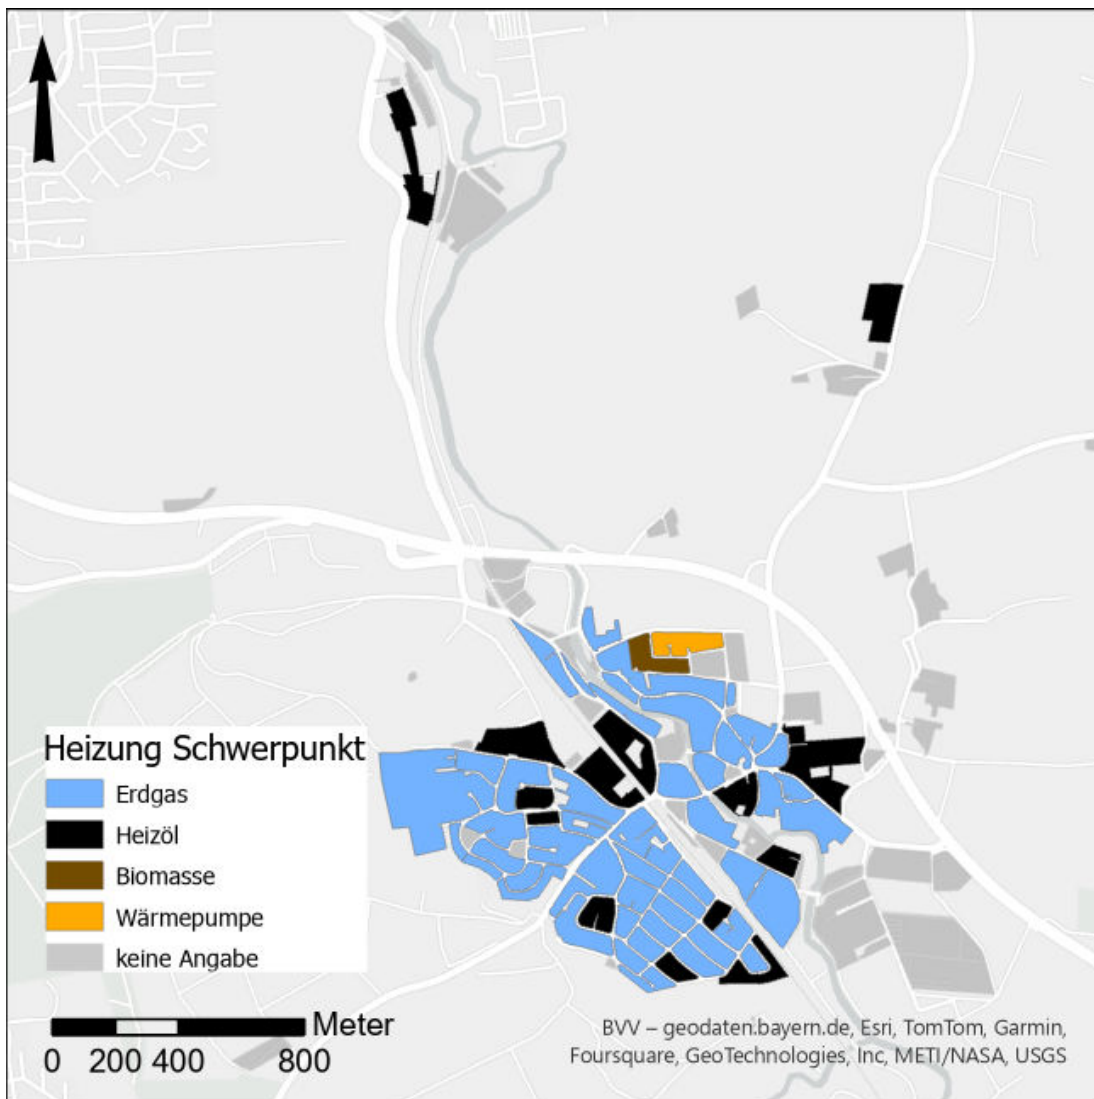 Heizung Schwerpunkt
Erdgas
Heizöl
Biomasse
Wärmepumpe
keine Angabe
Meter
0 200 400 800
BVV – geodaten.bayern.de, Esri, TomTom, Garmin,
Foursquare, GeoTechnologies, Inc, METI/NASA, USGS